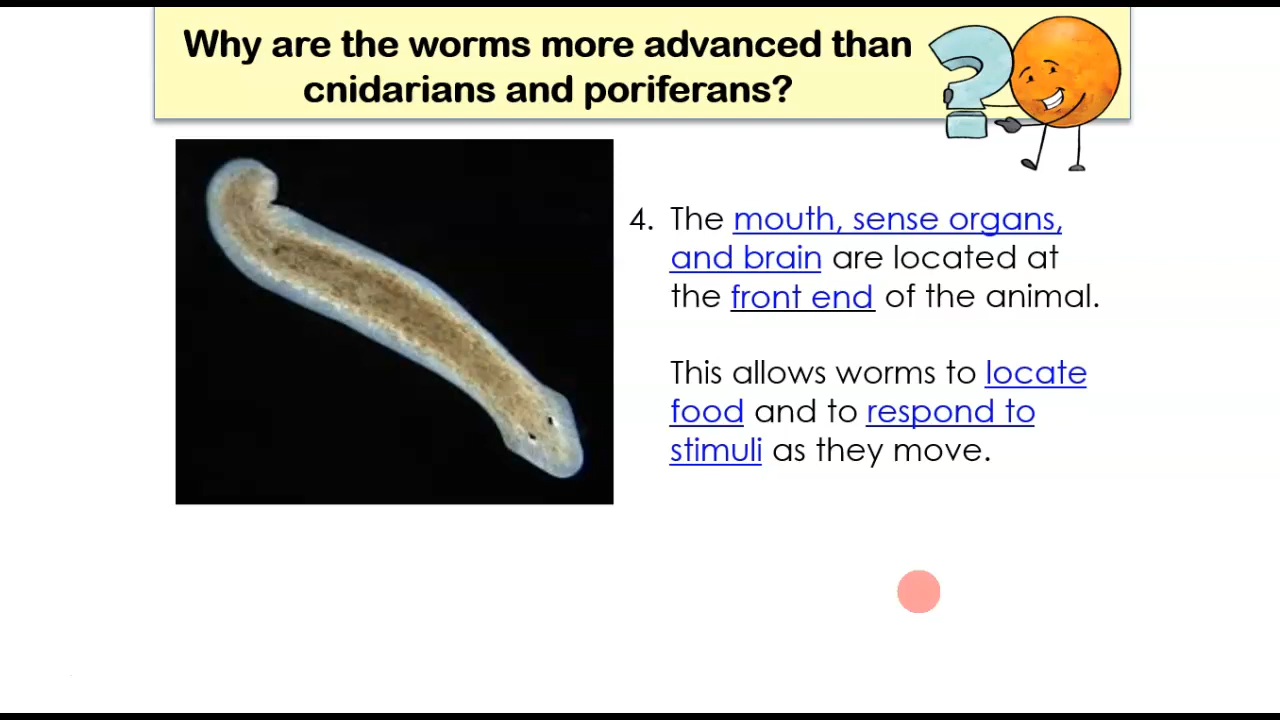 Why are the worms more advanced than
cnidarians and poriferans?
4. The mouth, sense organs,
and brain are located at
the front end of the animal.
This allows worms to locate
food and to respond to
stimuli as they move.